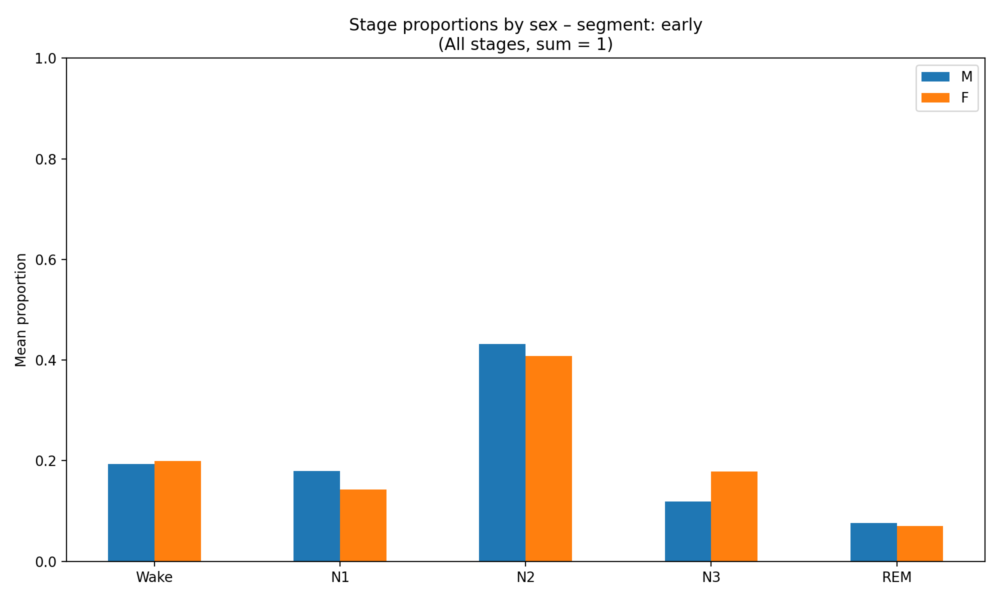 Stage proportions by sex – segment: early
(All stages, sum = 1)
1.0
0.8
0.6
0.4
0.2
0.0
Mean proportion
M
F
Wake
N1
N2
N3
REM